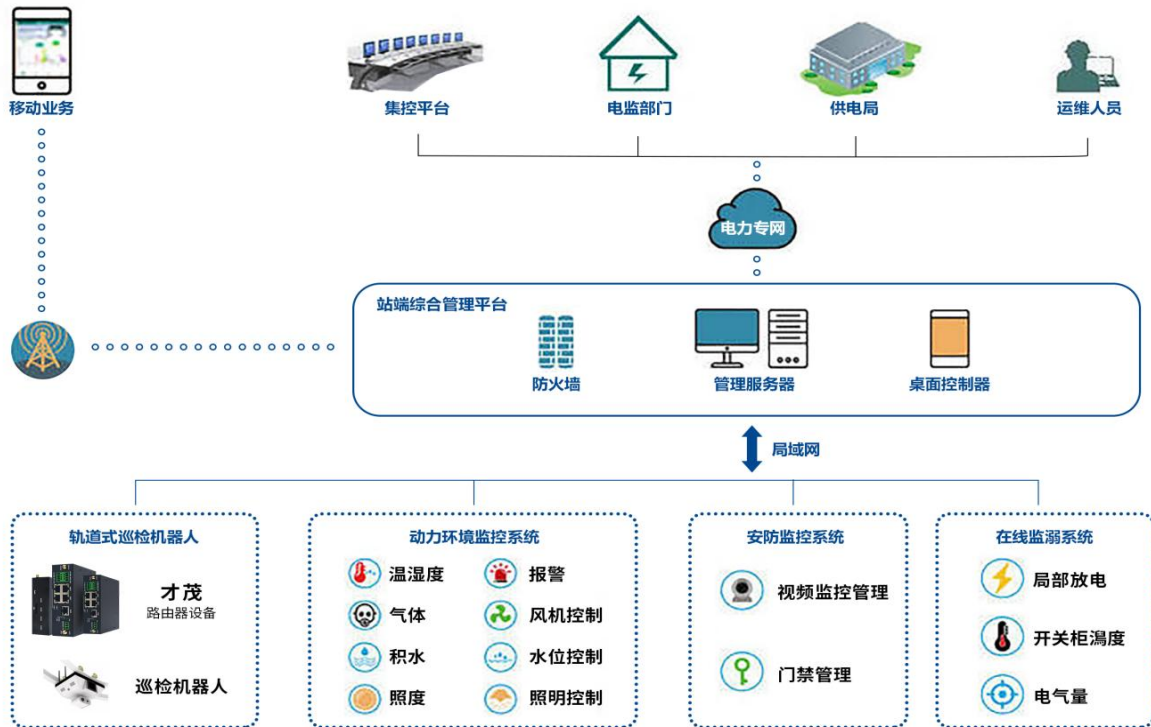 移动业务
集控平台
电监部门
供电局
运维人员
电力专网
站端综合管理平台
防火墙
管理服务器
桌面控制器
局域网
轨道式巡检机器人
才茂
路由器设备
巡检机器人
动力环境监控系统
温湿度
报警
气体
风机控制
积水
水位控制
照度
照明控制
安防监控系统
视频监控管理
门禁管理
在线监溺系统
局部放电
开关柜潟度
电气量